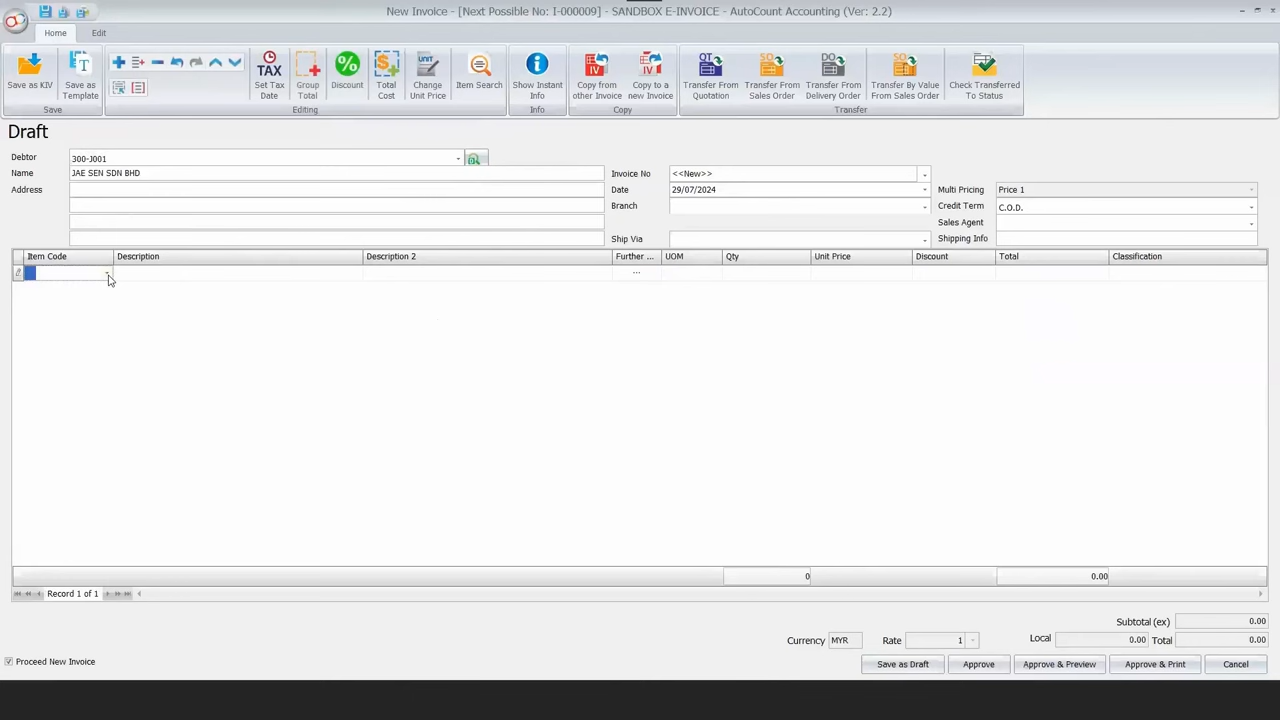 New Invoice - [Next Possible No: I-000009] - SANDBOX E-INVOICE - AutoCount Accounting (Ver: 2.2)
Home Edit
Save as KIV
Save as Template
Save
Set Tax Date
Group Total
Discount
Total Cost
Change Unit Price
Item Search
Editing
Show Instant Info
Info
Copy from other Invoice
Copy to a new Invoice
Copy
Transfer From Quotation
Transfer From Sales Order
Transfer From Delivery Order
Transfer By Value From Sales Order
Check Transferred To Status
Transfer
Draft
Debtor 300-J001
Name JAE SEN SDN BHD Invoice No <<New>>
Address Date 29/07/2024 Multi Pricing Price 1
Branch Credit Term C.O.D.
Sales Agent
Ship Via Shipping Info
Item Code Description Description 2 Further ... UOM Qty Unit Price Discount Total Classification
...
0 0.00
Record 1 of 1
Subtotal (ex) 0.00
Currency MYR Rate 1 Local 0.00 Total 0.00
Proceed New Invoice Save as Draft Approve Approve & Preview Approve & Print Cancel